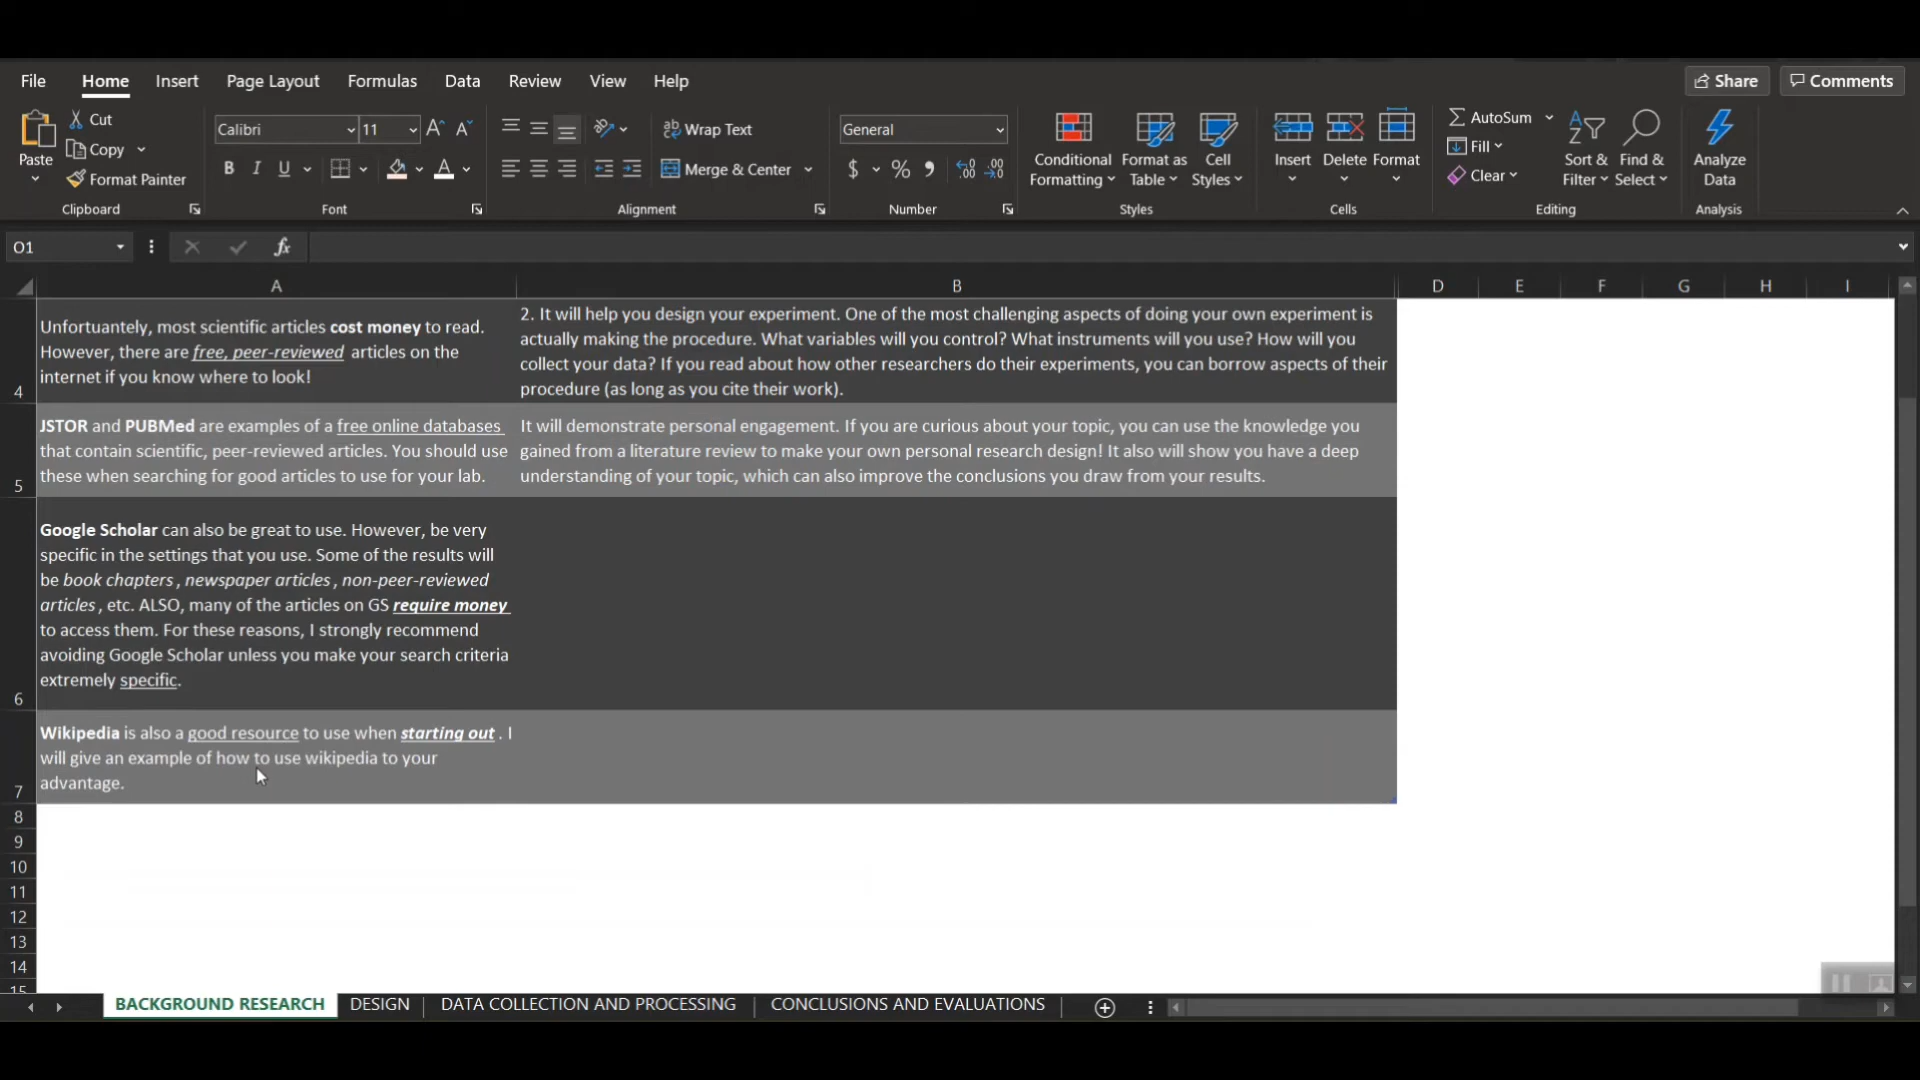 File Home Insert Page Layout Formulas Data Review View Help Share Comments
Paste Cut Calibri 11 Wrap Text General Conditional Formatting Format as Table Cell Styles Insert Delete Format AutoSum Sort & Filter Find & Select Analyze Data
Copy Fill
Format Painter B I U A Merge & Center $ % , Clear
Clipboard Font Alignment Number Styles Cells Editing Analysis
O1 fx
A B D E F G H I
4
Unfortuantely, most scientific articles cost money to read.
However, there are free, peer-reviewed articles on the
internet if you know where to look!
2. It will help you design your experiment. One of the most challenging aspects of doing your own experiment is
actually making the procedure. What variables will you control? What instruments will you use? How will you
collect your data? If you read about how other researchers do their experiments, you can borrow aspects of their
procedure (as long as you cite their work).
5
JSTOR and PUBMed are examples of a free online databases
that contain scientific, peer-reviewed articles. You should use
these when searching for good articles to use for your lab.
It will demonstrate personal engagement. If you are curious about your topic, you can use the knowledge you
gained from a literature review to make your own personal research design! It also will show you have a deep
understanding of your topic, which can also improve the conclusions you draw from your results.
6
Google Scholar can also be great to use. However, be very
specific in the settings that you use. Some of the results will
be book chapters, newspaper articles, non-peer-reviewed
articles, etc. ALSO, many of the articles on GS require money
to access them. For these reasons, I strongly recommend
avoiding Google Scholar unless you make your search criteria
extremely specific.
7
Wikipedia is also a good resource to use when starting out. I
will give an example of how to use wikipedia to your
advantage.
8
9
10
11
12
13
14
15
BACKGROUND RESEARCH DESIGN DATA COLLECTION AND PROCESSING CONCLUSIONS AND EVALUATIONS